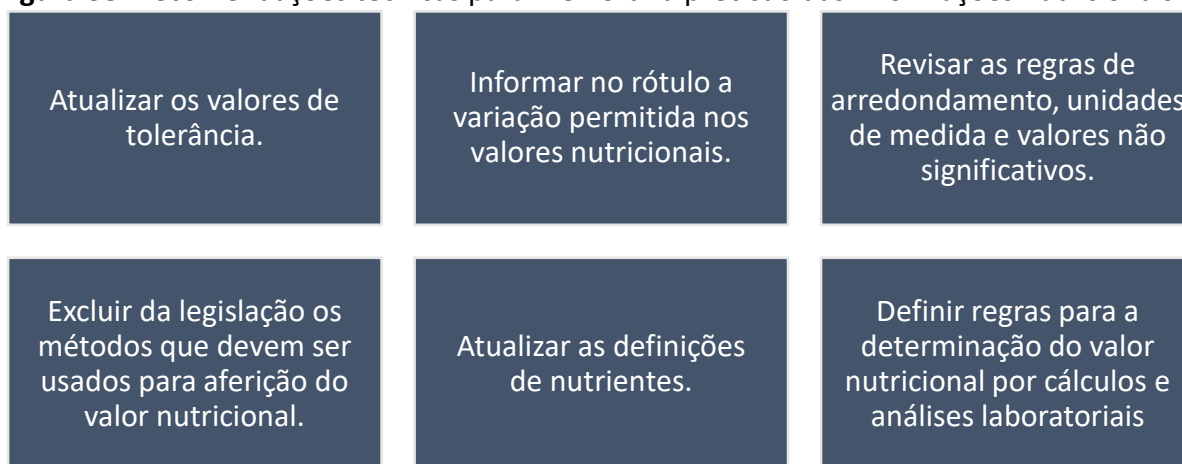 Atualizar os valores de
tolerância.
Informar no rótulo a
variação permitida nos
valores nutricionais.
Revisar as regras de
arredondamento, unidades
de medida e valores não
significativos.
Excluir da legislação os
métodos que devem ser
usados para aferição do
valor nutricional.
Atualizar as definições
de nutrientes.
Definir regras para a
determinação do valor
nutricional por cálculos e
análises laboratoriais